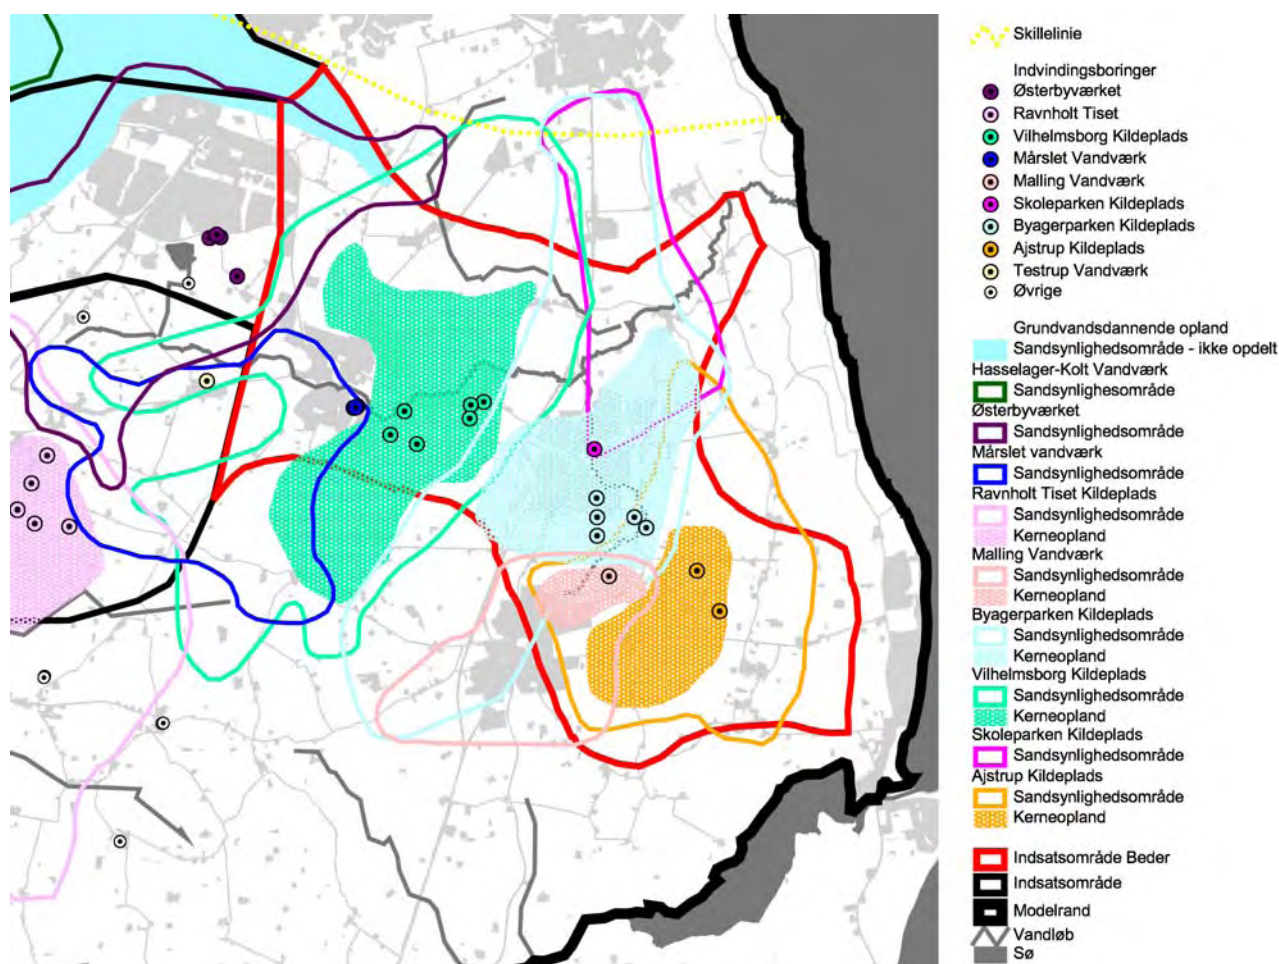 Skillelinie
Indvindingsboringer
Østerbyværket
Ravnholt Tiset
Vilhelmsborg Kildeplads
Mårslet Vandværk
Malling Vandværk
Skoleparken Kildeplads
Byagerparken Kildeplads
Ajstrup Kildeplads
Testrup Vandværk
Øvrige
Grundvandsdannende opland
Sandsynlighedsområde - ikke opdelt
Hasselager-Kolt Vandværk
Sandsynlighesområde
Østerbyværket
Sandsynlighedsområde
Mårslet vandværk
Sandsynlighedsområde
Ravnholt Tiset Kildeplads
Sandsynlighedsområde
Kerneopland
Malling Vandværk
Sandsynlighedsområde
Kerneopland
Byagerparken Kildeplads
Sandsynlighedsområde
Kerneopland
Vilhelmsborg Kildeplads
Sandsynlighedsområde
Kerneopland
Skoleparken Kildeplads
Sandsynlighedsområde
Ajstrup Kildeplads
Sandsynlighedsområde
Kerneopland
Indsatsområde Beder
Indsatsområde
Modelrand
Vandløb
Sø